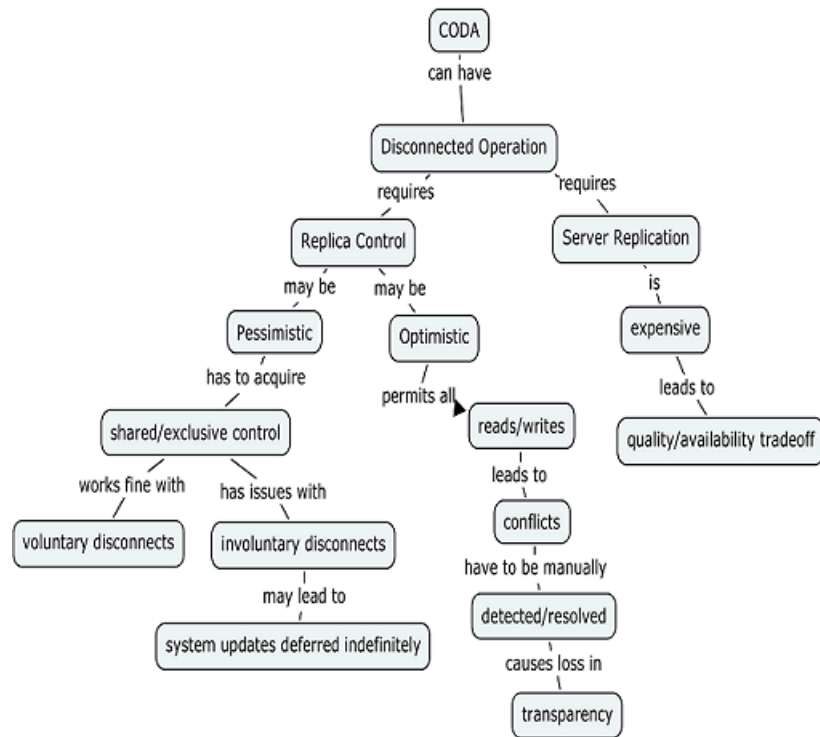 CODA
can have
Disconnected Operation
requires
requires
Replica Control
Server Replication
may be
may be
is
Pessimistic
Optimistic
expensive
has to acquire
permits all
leads to
shared/exclusive control
reads/writes
quality/availability tradeoff
works fine with
has issues with
leads to
voluntary disconnects
involuntary disconnects
conflicts
may lead to
have to be manually
system updates deferred indefinitely
detected/resolved
causes loss in
transparency